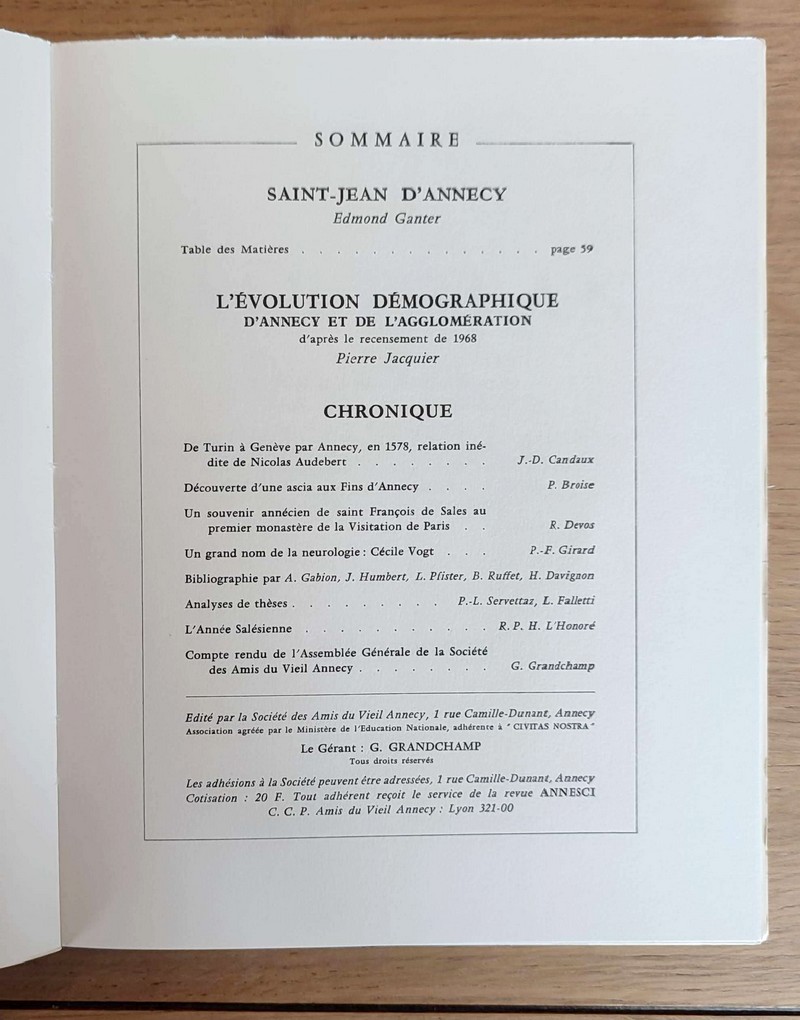 SOMMAIRE
SAINT-JEAN D'ANNECY
Edmond Ganter
Table des Matières . . . . . . . . . . . . . . page 59
L'ÉVOLUTION DÉMOGRAPHIQUE
D'ANNECY ET DE L'AGGLOMÉRATION
d'après le recensement de 1968
Pierre Jacquier
CHRONIQUE
De Turin à Genève par Annecy, en 1578, relation iné-
dite de Nicolas Audebert . . . . . . . . J.-D. Candaux
Découverte d'une ascia aux Fins d'Annecy . . . . P. Broise
Un souvenir annécien de saint François de Sales au
premier monastère de la Visitation de Paris . . R. Devos
Un grand nom de la neurologie : Cécile Vogt . . . P.-F. Girard
Bibliographie par A. Gabion, J. Humbert, L. Pfister, B. Ruffet, H. Davignon
Analyses de thèses . . . . . . . . . P.-L. Servettaz, L. Falletti
L'Année Salésienne . . . . . . . . . . . R. P. H. L'Honoré
Compte rendu de l'Assemblée Générale de la Société
des Amis du Vieil Annecy . . . . . . . . G. Grandchamp
Edité par la Société des Amis du Vieil Annecy, 1 rue Camille-Dunant, Annecy
Association agréée par le Ministère de l'Education Nationale, adhérente à " CIVITAS NOSTRA "
Le Gérant : G. GRANDCHAMP
Tous droits réservés
Les adhésions à la Société peuvent être adressées, 1 rue Camille-Dunant, Annecy
Cotisation : 20 F. Tout adhérent reçoit le service de la revue ANNESCI
C. C. P. Amis du Vieil Annecy : Lyon 321-00